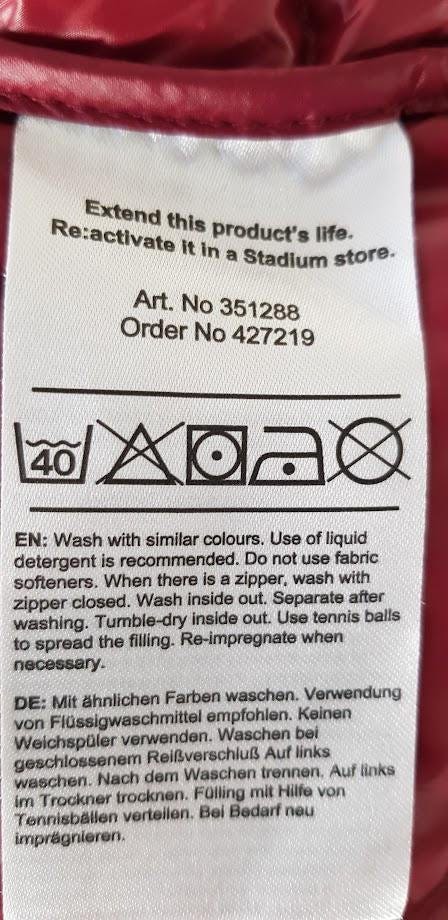 Extend this product's life.
Re:activate it in a Stadium store.
Art. No 351288
Order No 427219
40
EN: Wash with similar colours. Use of liquid
detergent is recommended. Do not use fabric
softeners. When there is a zipper, wash with
zipper closed. Wash inside out. Separate after
washing. Tumble-dry inside out. Use tennis balls
to spread the filling. Re-impregnate when
necessary.
DE: Mit ähnlichen Farben waschen. Verwendung
von Flüssigwaschmittel empfohlen. Keinen
Weichspüler verwenden. Waschen bei
geschlossenem Reißverschluß Auf links
waschen. Nach dem Waschen trennen. Auf links
im Trockner trocknen. Fülling mit Hilfe von
Tennisbällen verteilen. Bei Bedarf neu
imprägnieren.